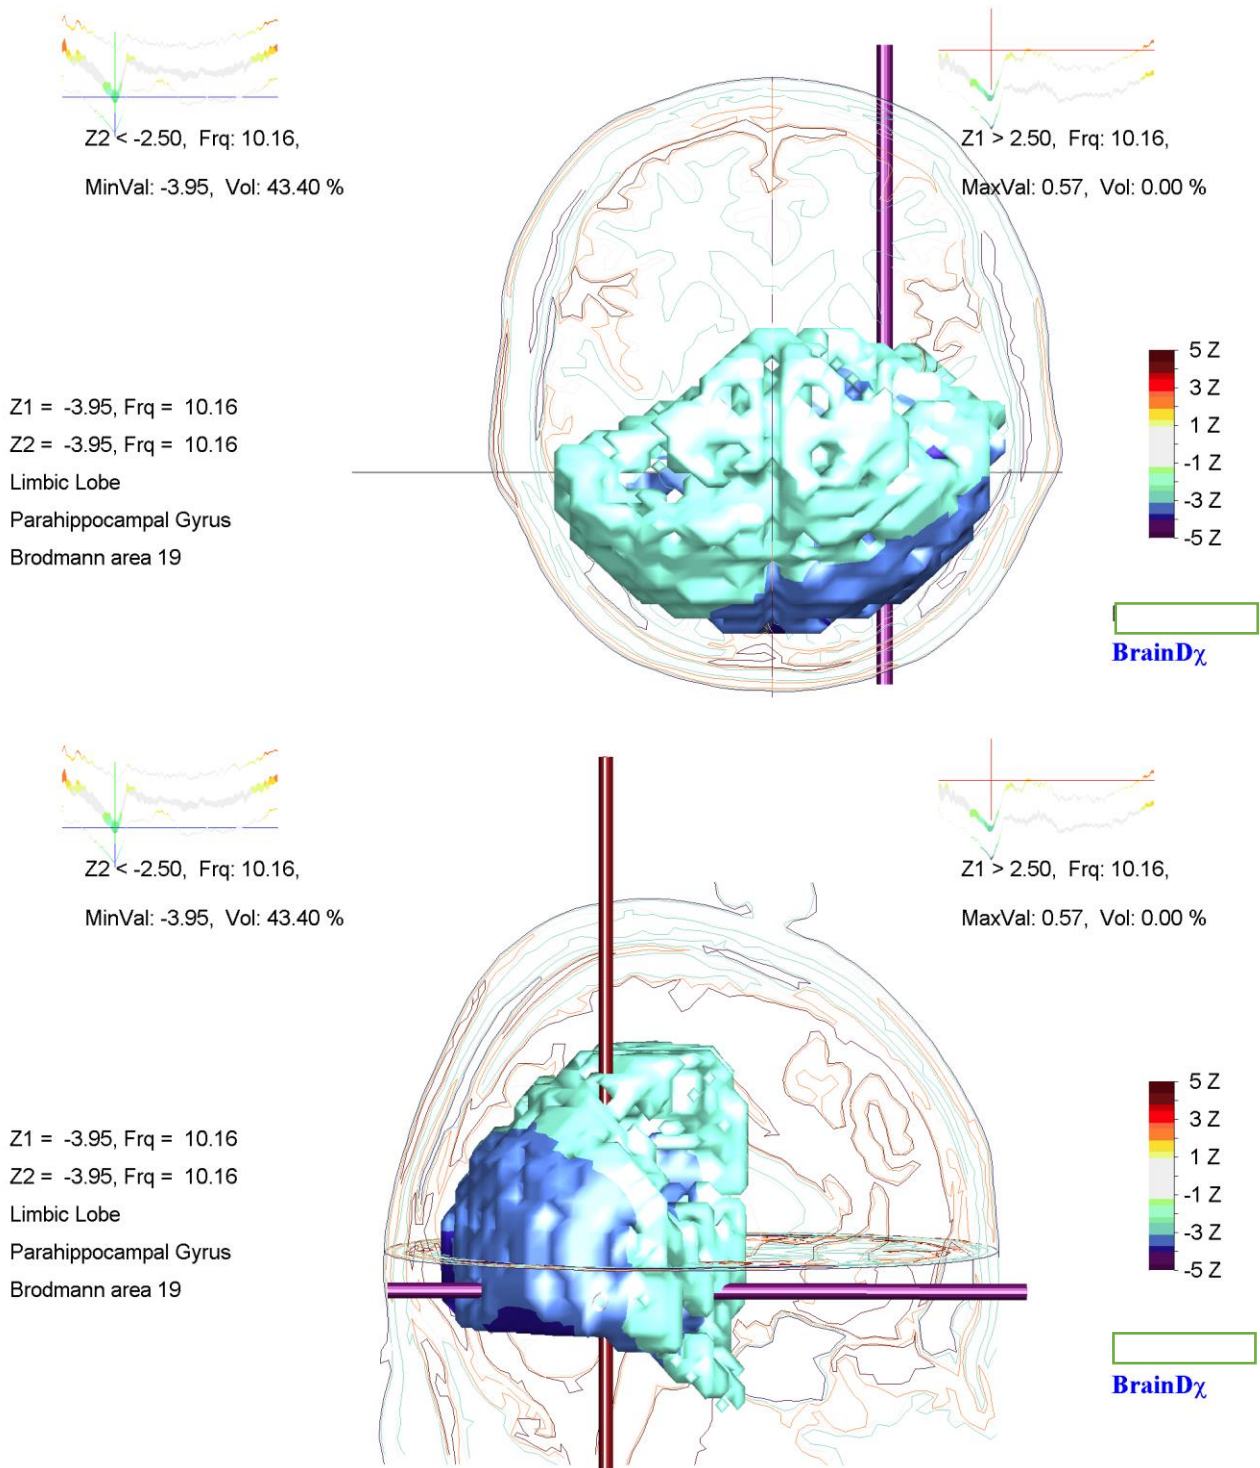 Z2 < -2.50, Frq: 10.16,
MinVal: -3.95, Vol: 43.40 %
Z1 > 2.50, Frq: 10.16,
MaxVal: 0.57, Vol: 0.00 %
Z1 = -3.95, Frq = 10.16
Z2 = -3.95, Frq = 10.16
Limbic Lobe
Parahippocampal Gyrus
Brodmann area 19
5 Z
3 Z
1 Z
-1 Z
-3 Z
-5 Z
BrainDχ
Z2 < -2.50, Frq: 10.16,
MinVal: -3.95, Vol: 43.40 %
Z1 > 2.50, Frq: 10.16,
MaxVal: 0.57, Vol: 0.00 %
Z1 = -3.95, Frq = 10.16
Z2 = -3.95, Frq = 10.16
Limbic Lobe
Parahippocampal Gyrus
Brodmann area 19
5 Z
3 Z
1 Z
-1 Z
-3 Z
-5 Z
BrainDχ